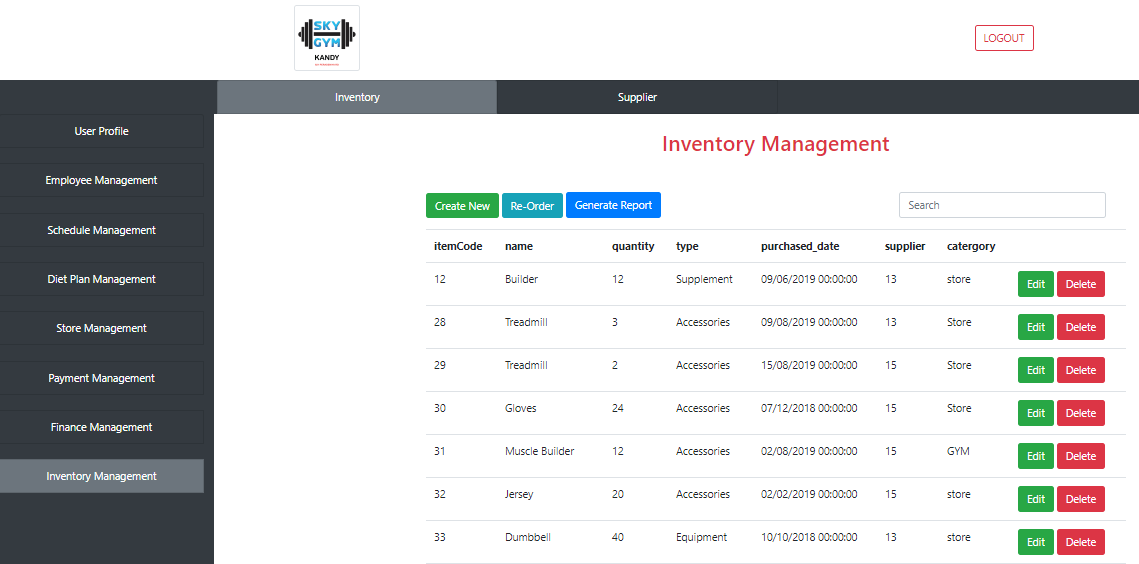 SKY
GYM
KANDY
LOGOUT
Inventory Supplier
User Profile
Employee Management
Schedule Management
Diet Plan Management
Store Management
Payment Management
Finance Management
Inventory Management
Inventory Management
Create New Re-Order Generate Report Search
itemCode name quantity type purchased_date supplier catergory
12 Builder 12 Supplement 09/06/2019 00:00:00 13 store Edit Delete
28 Treadmill 3 Accessories 09/08/2019 00:00:00 13 Store Edit Delete
29 Treadmill 2 Accessories 15/08/2019 00:00:00 15 Store Edit Delete
30 Gloves 24 Accessories 07/12/2018 00:00:00 15 Store Edit Delete
31 Muscle Builder 12 Accessories 02/08/2019 00:00:00 15 GYM Edit Delete
32 Jersey 20 Accessories 02/02/2019 00:00:00 15 store Edit Delete
33 Dumbbell 40 Equipment 10/10/2018 00:00:00 13 store Edit Delete